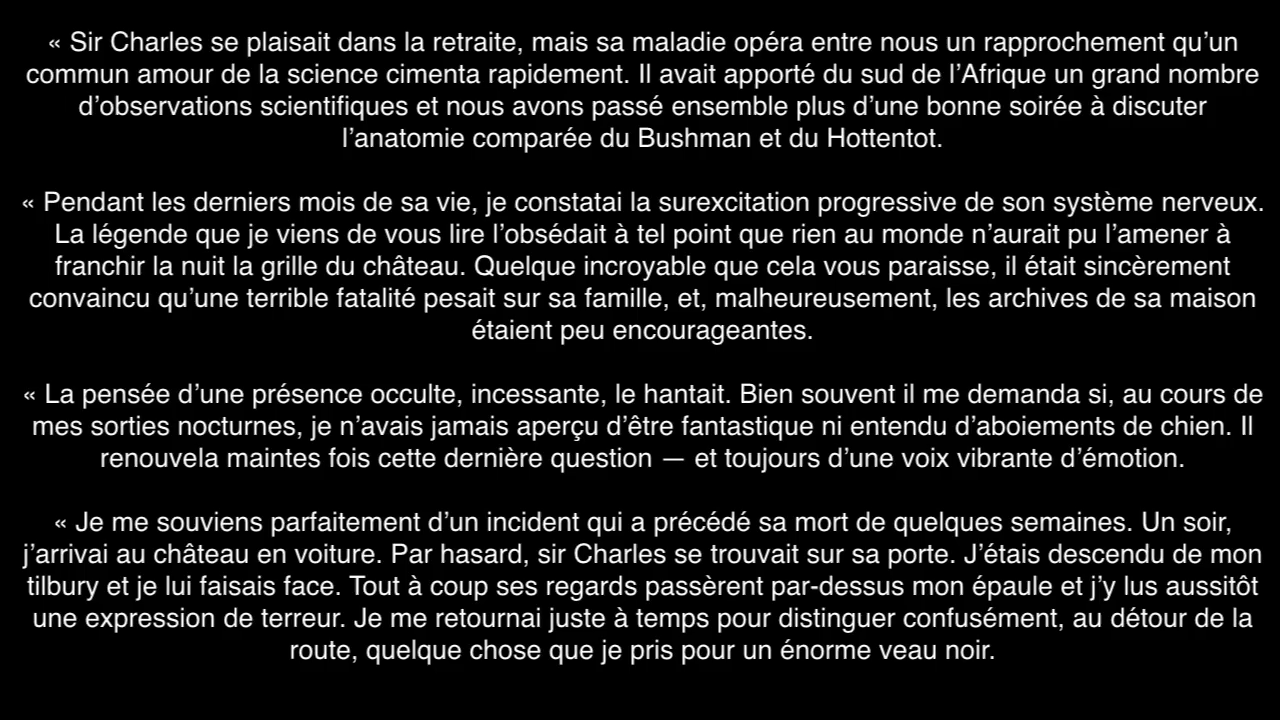 « Sir Charles se plaisait dans la retraite, mais sa maladie opéra entre nous un rapprochement qu’un
commun amour de la science cimenta rapidement. Il avait apporté du sud de l’Afrique un grand nombre
d’observations scientifiques et nous avons passé ensemble plus d’une bonne soirée à discuter
l’anatomie comparée du Bushman et du Hottentot.
« Pendant les derniers mois de sa vie, je constatai la surexcitation progressive de son système nerveux.
La légende que je viens de vous lire l’obsédait à tel point que rien au monde n’aurait pu l’amener à
franchir la nuit la grille du château. Quelque incroyable que cela vous paraisse, il était sincèrement
convaincu qu’une terrible fatalité pesait sur sa famille, et, malheureusement, les archives de sa maison
étaient peu encourageantes.
« La pensée d’une présence occulte, incessante, le hantait. Bien souvent il me demanda si, au cours de
mes sorties nocturnes, je n’avais jamais aperçu d’être fantastique ni entendu d’aboiements de chien. Il
renouvela maintes fois cette dernière question — et toujours d’une voix vibrante d’émotion.
« Je me souviens parfaitement d’un incident qui a précédé sa mort de quelques semaines. Un soir,
j’arrivai au château en voiture. Par hasard, sir Charles se trouvait sur sa porte. J’étais descendu de mon
tilbury et je lui faisais face. Tout à coup ses regards passèrent par-dessus mon épaule et j’y lus aussitôt
une expression de terreur. Je me retournai juste à temps pour distinguer confusément, au détour de la
route, quelque chose que je pris pour un énorme veau noir.